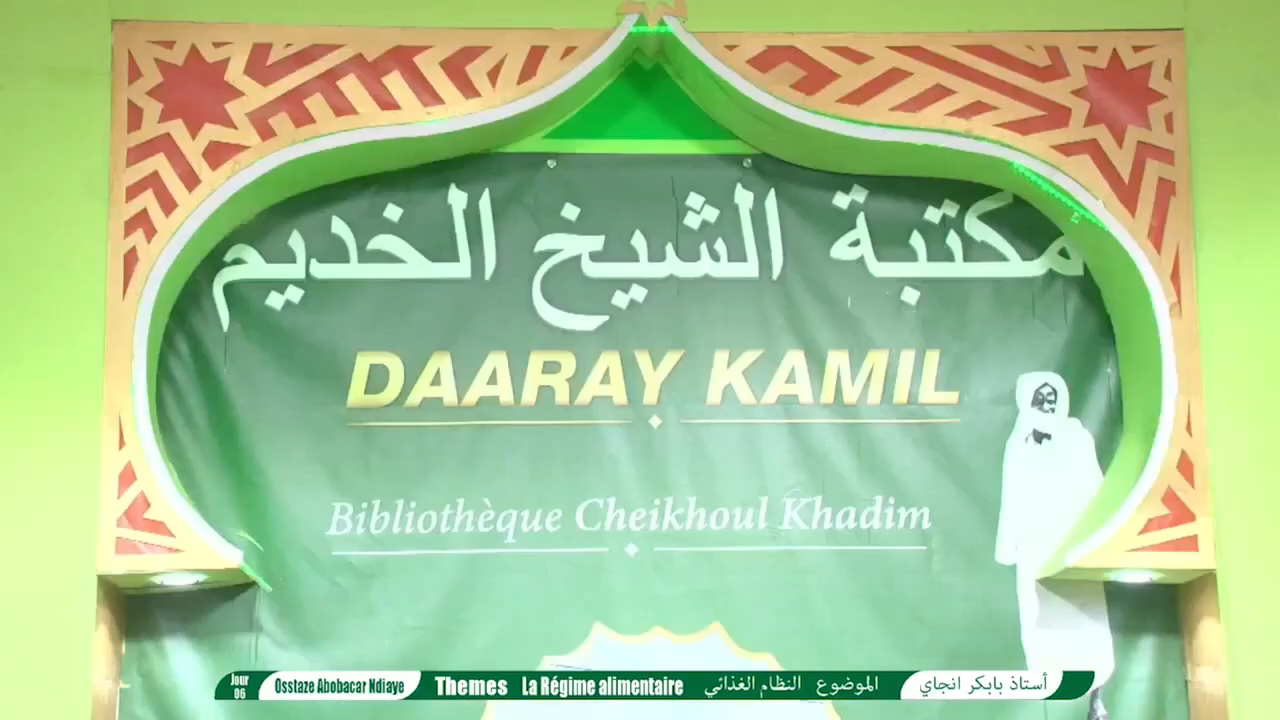 مكتبة الشيخ الخديم
DAARAY KAMIL
Bibliothèque Cheikhoul Khadim
Jour 06
Osstaze Abobacar Ndiaye
Themes La Régime alimentaire الموضوع النظام الغذائي
أستاذ بابكر انجاي